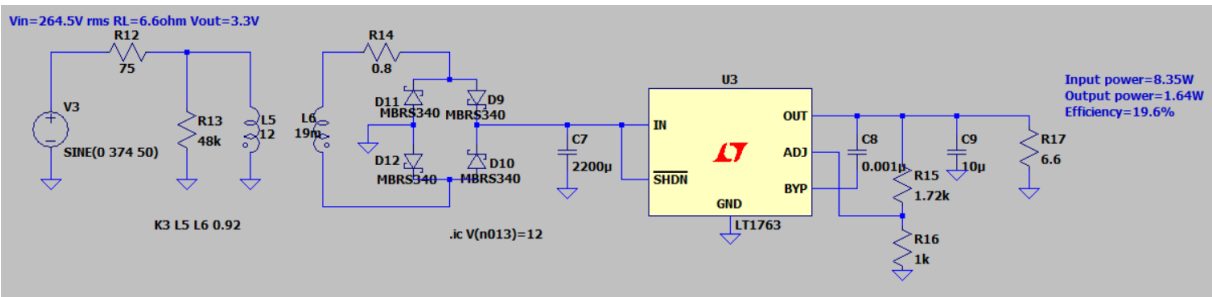 Vin=264.5V rms RL=6.6ohm Vout=3.3V
R12
75
V3
SINE(0 374 50)
R13
48k
L5
12
L6
19m
R14
0.8
D11
MBRS340
D9
MBRS340
D12
MBRS340
D10
MBRS340
K3 L5 L6 0.92
.ic V(n013)=12
C7
2200µ
U3
IN
SHDN
OUT
ADJ
BYP
GND
LT1763
C8
0.001µ
R15
1.72k
R16
1k
C9
10µ
R17
6.6
Input power=8.35W
Output power=1.64W
Efficiency=19.6%